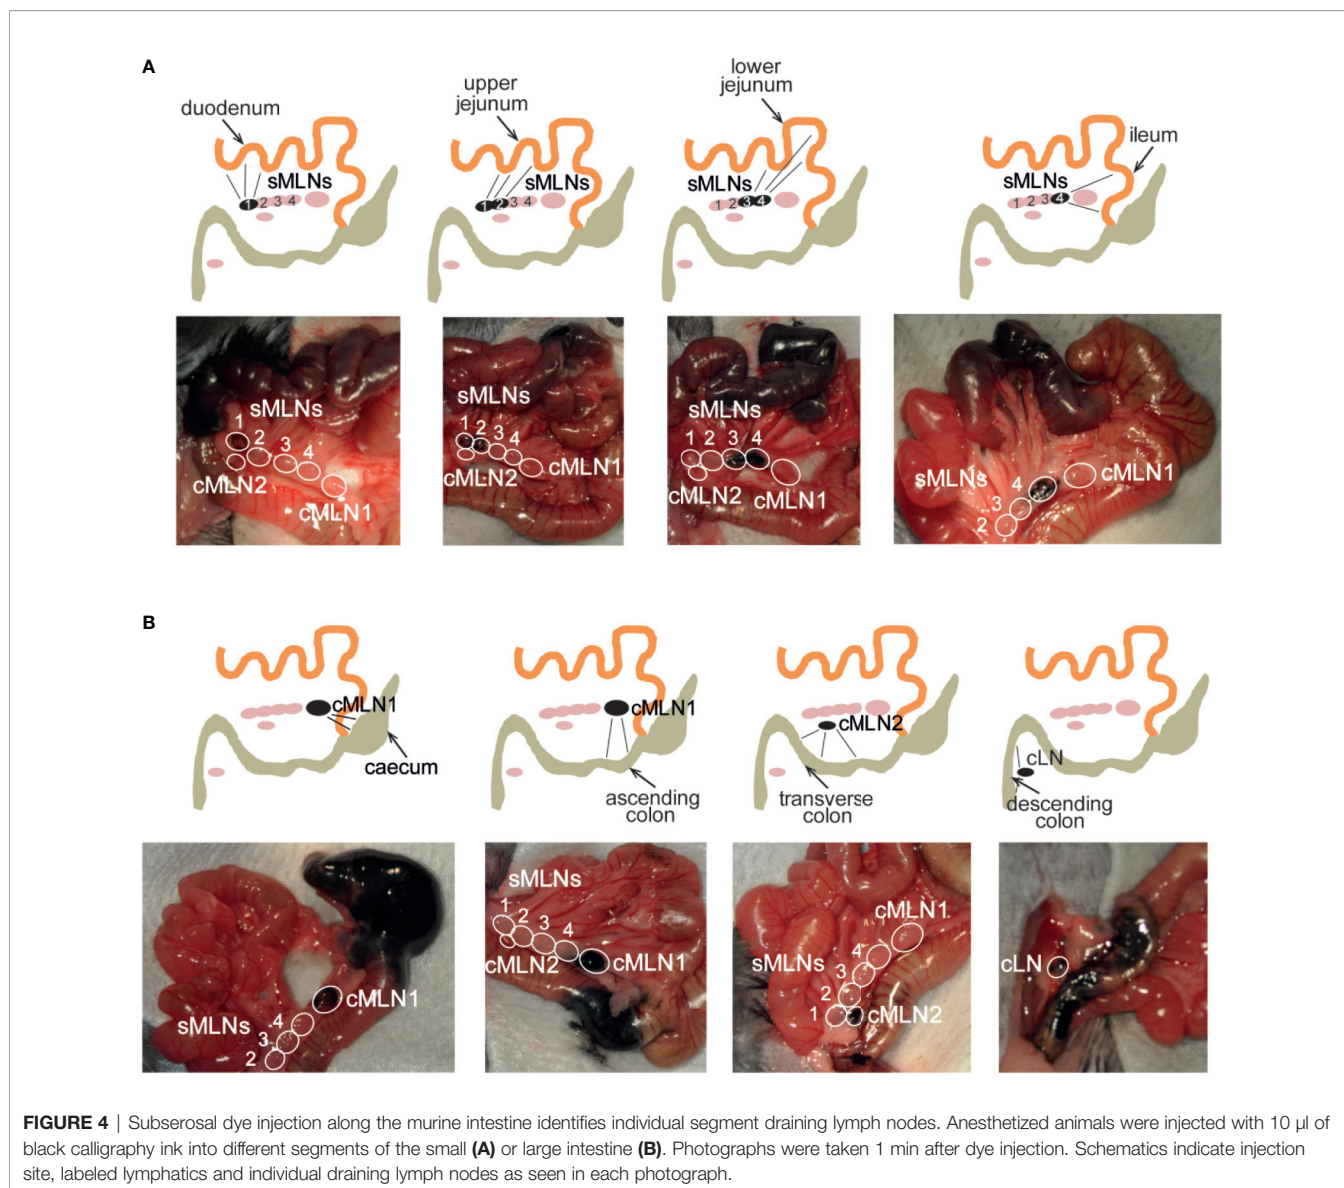 A
duodenum
sMLNs
1 2 3 4
upper
jejunum
sMLNs
1 2 3 4
lower
jejunum
sMLNs
1 2 3 4
ileum
sMLNs
1 2 3 4
sMLNs
1
2
3
4
cMLN2
cMLN1
sMLNs
1
2
3
4
cMLN1
cMLN2
sMLNs
1 2 3 4
cMLN2
cMLN1
sMLNs
4
cMLN1
3
2
B
cMLN1
caecum
cMLN1
ascending
colon
cMLN2
transverse
colon
cLN
descending
colon
cMLN1
sMLNs
4
3
2
sMLNs
1
2
3
4
cMLN2
cMLN1
cMLN1
sMLNs
4
3
2
1
cMLN2
cLN
FIGURE 4 | Subserosal dye injection along the murine intestine identifies individual segment draining lymph nodes. Anesthetized animals were injected with 10 µl of
black calligraphy ink into different segments of the small (A) or large intestine (B). Photographs were taken 1 min after dye injection. Schematics indicate injection
site, labeled lymphatics and individual draining lymph nodes as seen in each photograph.